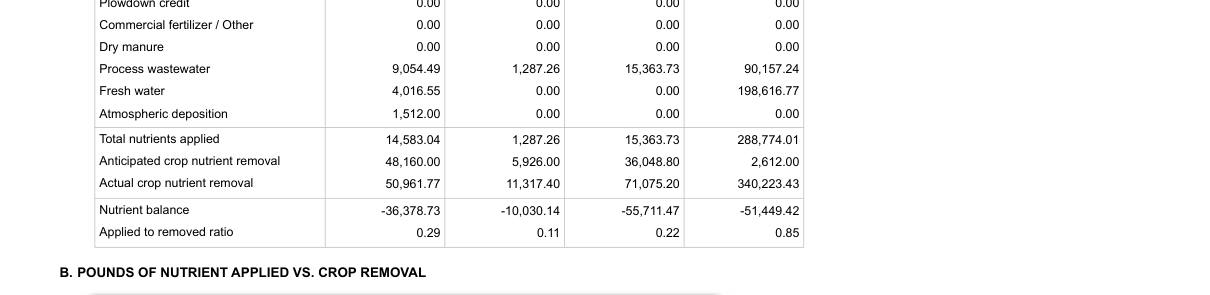 Plowdown credit 0.00 0.00 0.00 0.00
Commercial fertilizer / Other 0.00 0.00 0.00 0.00
Dry manure 0.00 0.00 0.00 0.00
Process wastewater 9,054.49 1,287.26 15,363.73 90,157.24
Fresh water 4,016.55 0.00 0.00 198,616.77
Atmospheric deposition 1,512.00 0.00 0.00 0.00
Total nutrients applied 14,583.04 1,287.26 15,363.73 288,774.01
Anticipated crop nutrient removal 48,160.00 5,926.00 36,048.80 2,612.00
Actual crop nutrient removal 50,961.77 11,317.40 71,075.20 340,223.43
Nutrient balance -36,378.73 -10,030.14 -55,711.47 -51,449.42
Applied to removed ratio 0.29 0.11 0.22 0.85
B. POUNDS OF NUTRIENT APPLIED VS. CROP REMOVAL